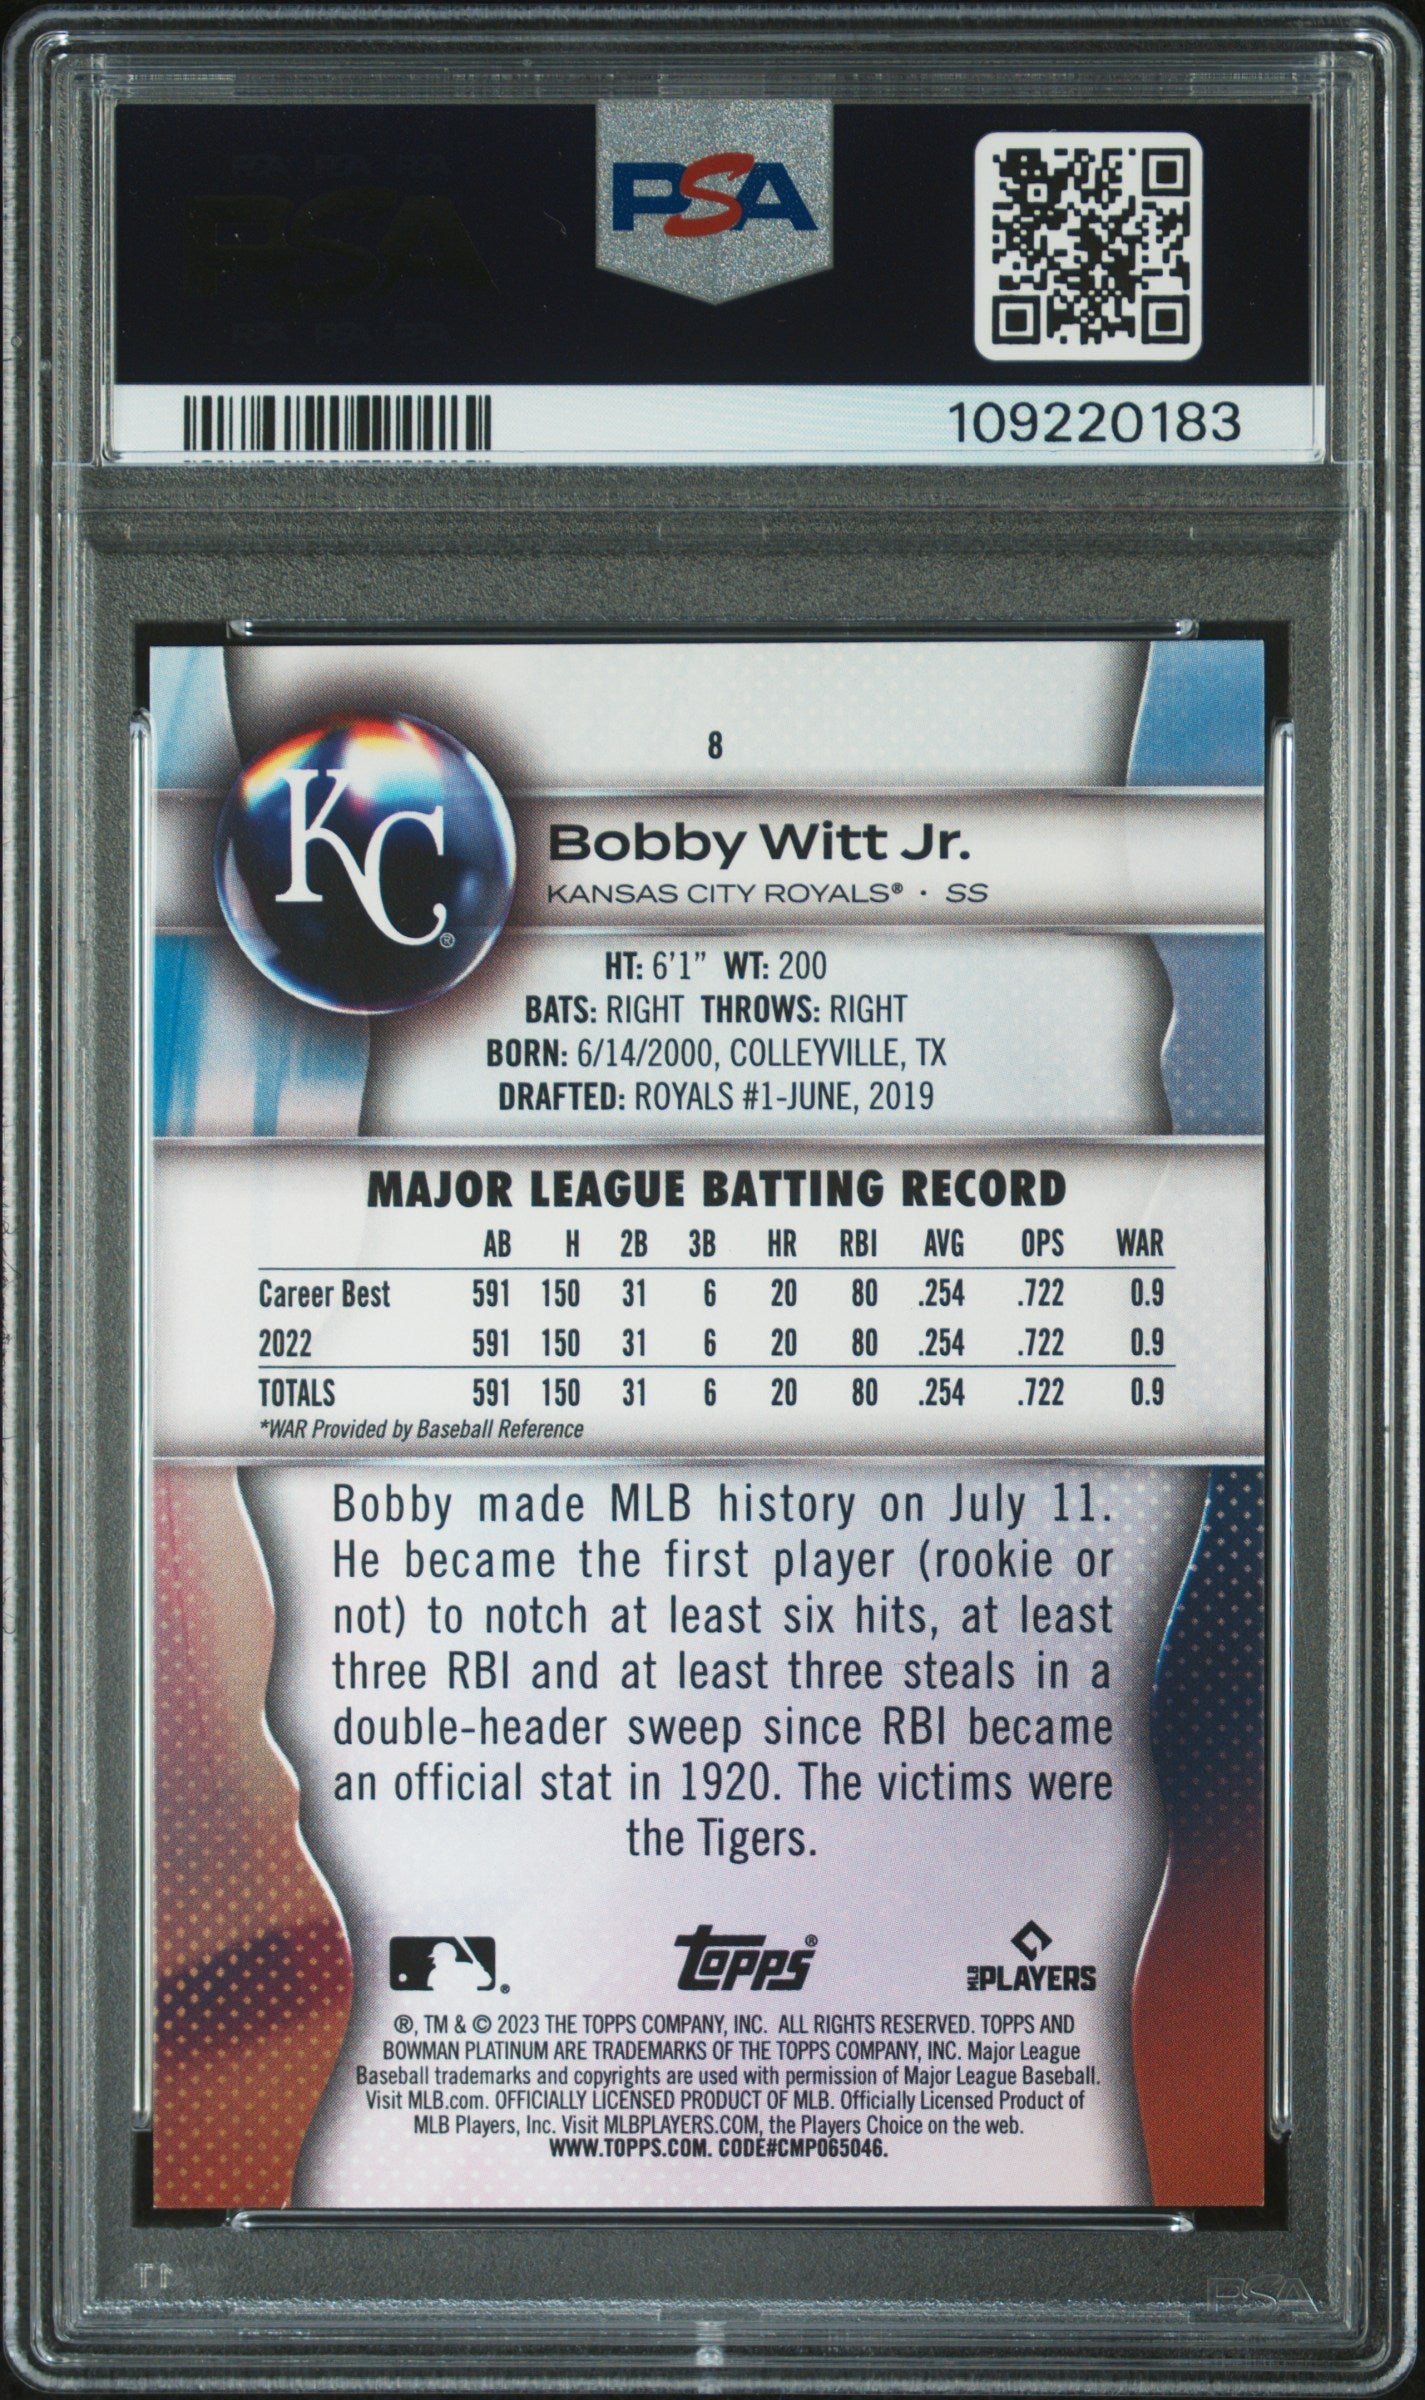 PSA
109220183
8
KC®
Bobby Witt Jr.
KANSAS CITY ROYALS® · SS
HT: 6'1" WT: 200
BATS: RIGHT THROWS: RIGHT
BORN: 6/14/2000, COLLEYVILLE, TX
DRAFTED: ROYALS #1-JUNE, 2019
MAJOR LEAGUE BATTING RECORD
AB H 2B 3B HR RBI AVG OPS WAR
Career Best 591 150 31 6 20 80 .254 .722 0.9
2022 591 150 31 6 20 80 .254 .722 0.9
TOTALS 591 150 31 6 20 80 .254 .722 0.9
*WAR Provided by Baseball Reference
Bobby made MLB history on July 11.
He became the first player (rookie or
not) to notch at least six hits, at least
three RBI and at least three steals in a
double-header sweep since RBI became
an official stat in 1920. The victims were
the Tigers.
topps®
MLB PLAYERS
®, TM & © 2023 THE TOPPS COMPANY, INC. ALL RIGHTS RESERVED. TOPPS AND
BOWMAN PLATINUM ARE TRADEMARKS OF THE TOPPS COMPANY, INC. Major League
Baseball trademarks and copyrights are used with permission of Major League Baseball.
Visit MLB.com. OFFICIALLY LICENSED PRODUCT OF MLB. Officially Licensed Product of
MLB Players, Inc. Visit MLBPLAYERS.COM, the Players Choice on the web.
WWW.TOPPS.COM. CODE#CMP065046.
PSA